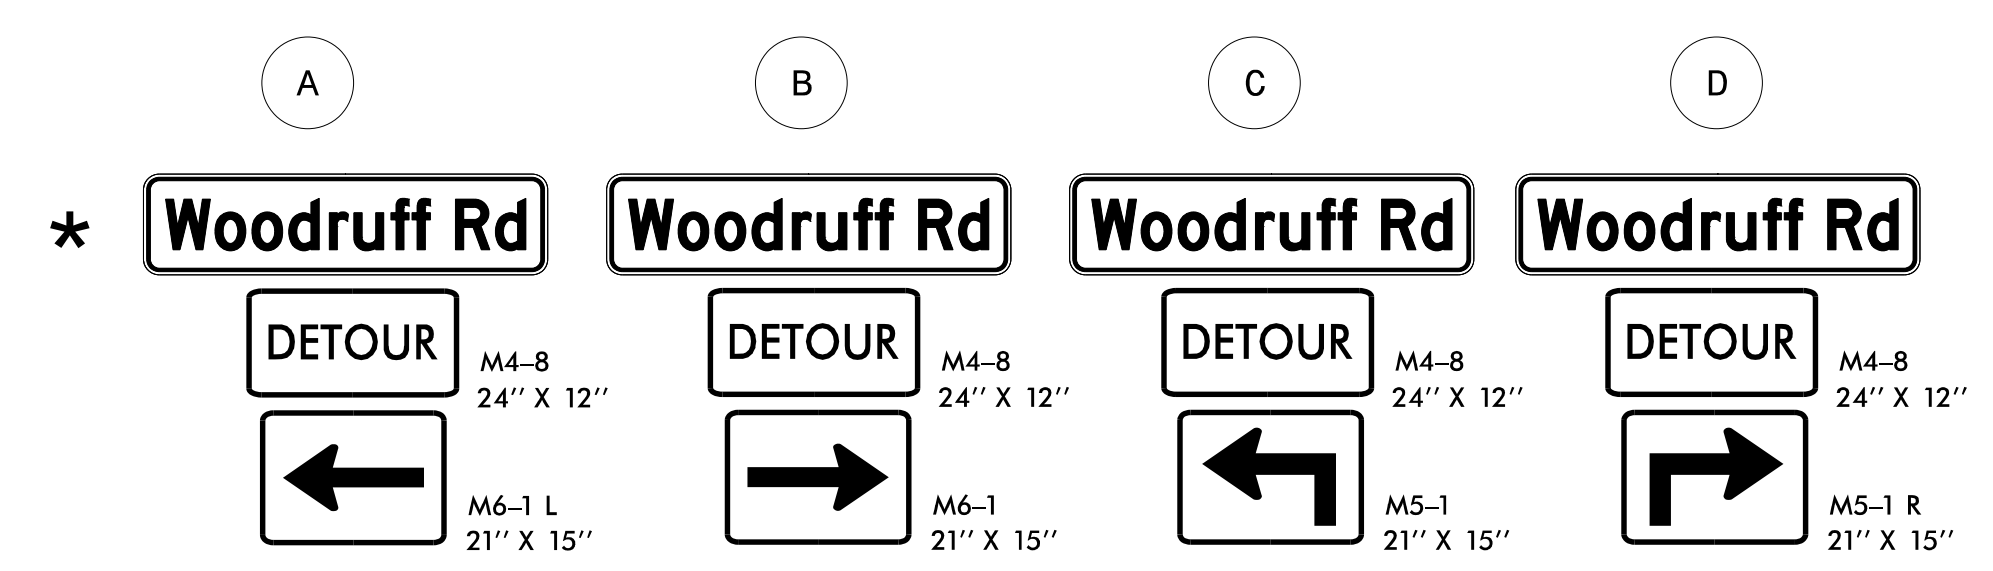 A
B
C
D
*
Woodruff Rd
Woodruff Rd
Woodruff Rd
Woodruff Rd
DETOUR
M4–8
24'' X 12''
DETOUR
M4–8
24'' X 12''
DETOUR
M4–8
24'' X 12''
DETOUR
M4–8
24'' X 12''
M6–1 L
21'' X 15''
M6–1
21'' X 15''
M5–1
21'' X 15''
M5–1 R
21'' X 15''